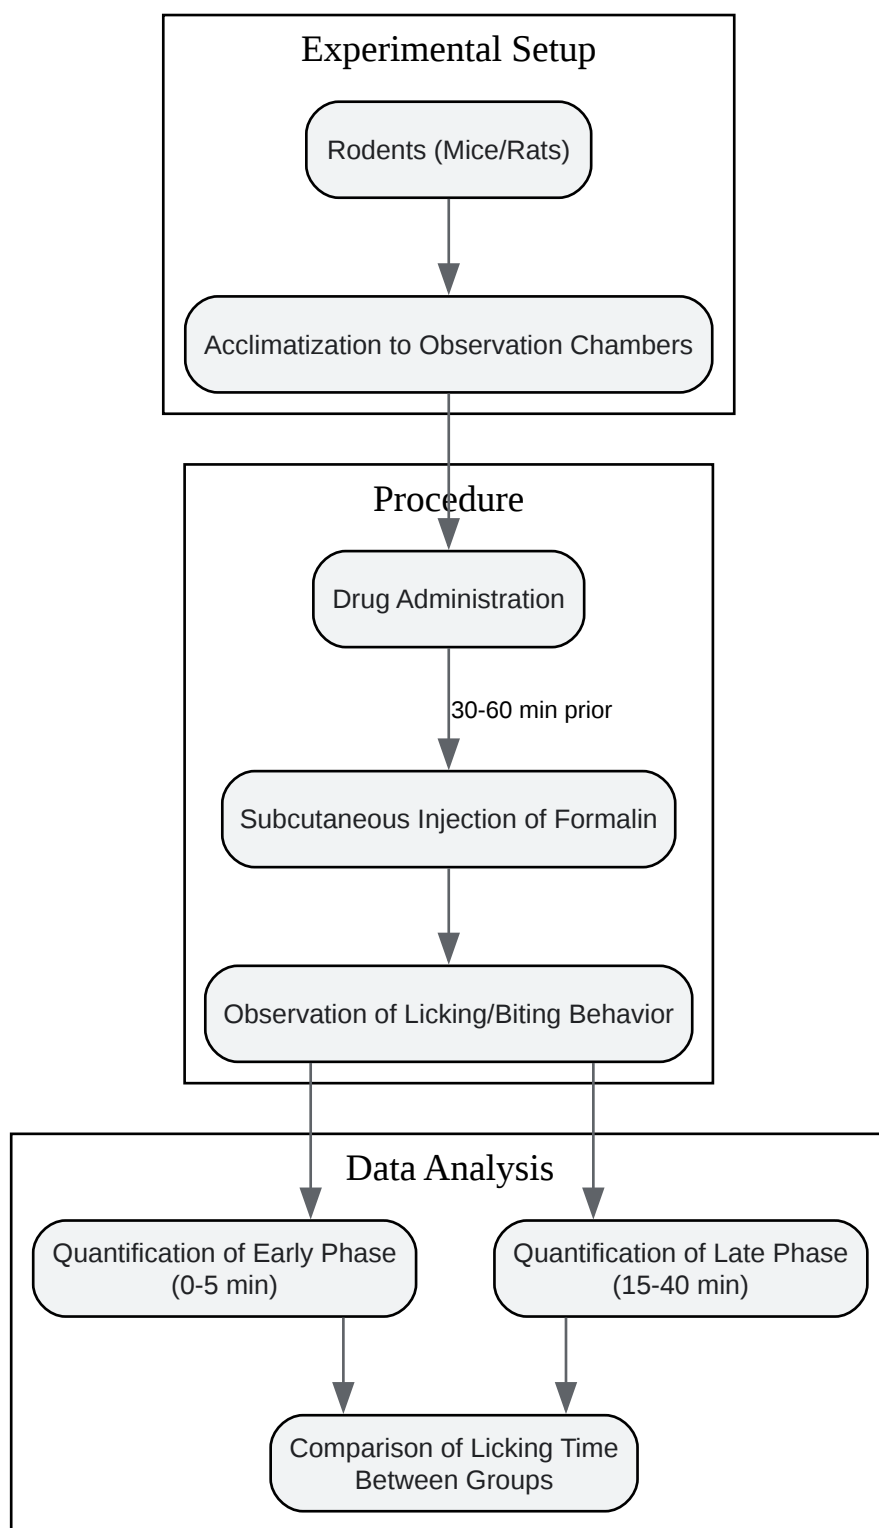 Experimental Setup
Rodents (Mice/Rats)
Acclimatization to Observation Chambers
Procedure
Drug Administration
30-60 min prior
Subcutaneous Injection of Formalin
Observation of Licking/Biting Behavior
Data Analysis
Quantification of Early Phase
(0-5 min)
Quantification of Late Phase
(15-40 min)
Comparison of Licking Time
Between Groups